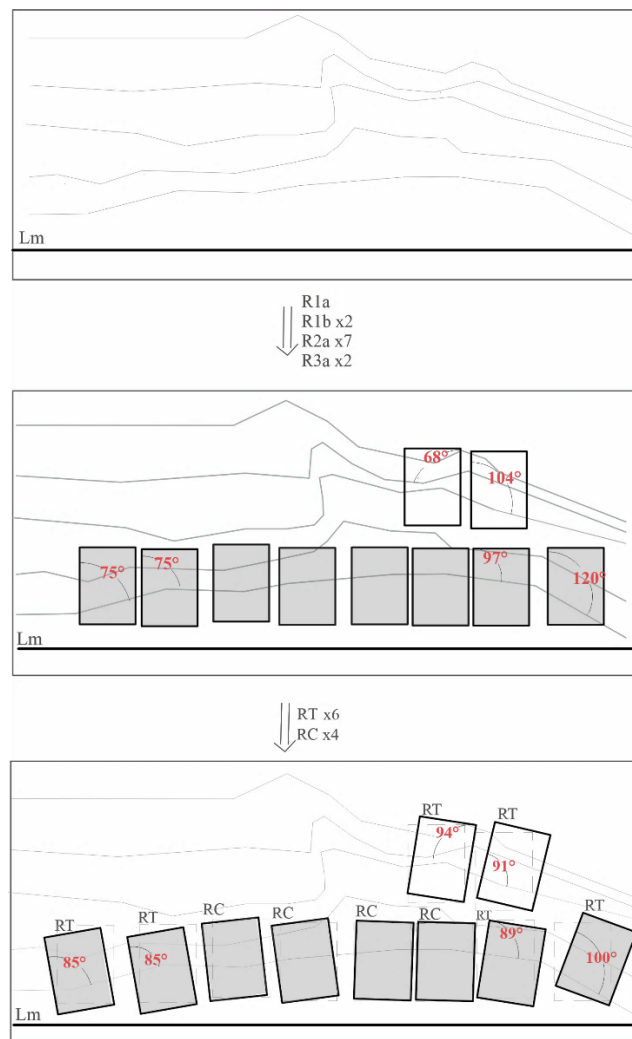 Lm
R1a
R1b x2
R2a x7
R3a x2
68°
104°
75°
75°
97°
120°
Lm
RT x6
RC x4
RT
RT
94°
91°
RT
RT
RC
RC
RC
RC
RT
85°
85°
89°
100°
Lm